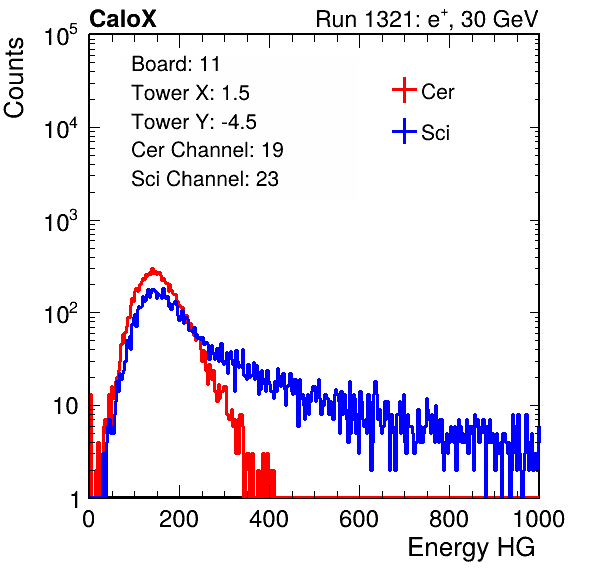 CaloX Run 1321: e⁺, 30 GeV
Counts
10⁵
10⁴
10³
10²
10
1
Board: 11
Tower X: 1.5
Tower Y: -4.5
Cer Channel: 19
Sci Channel: 23
Cer
Sci
0 200 400 600 800 1000
Energy HG